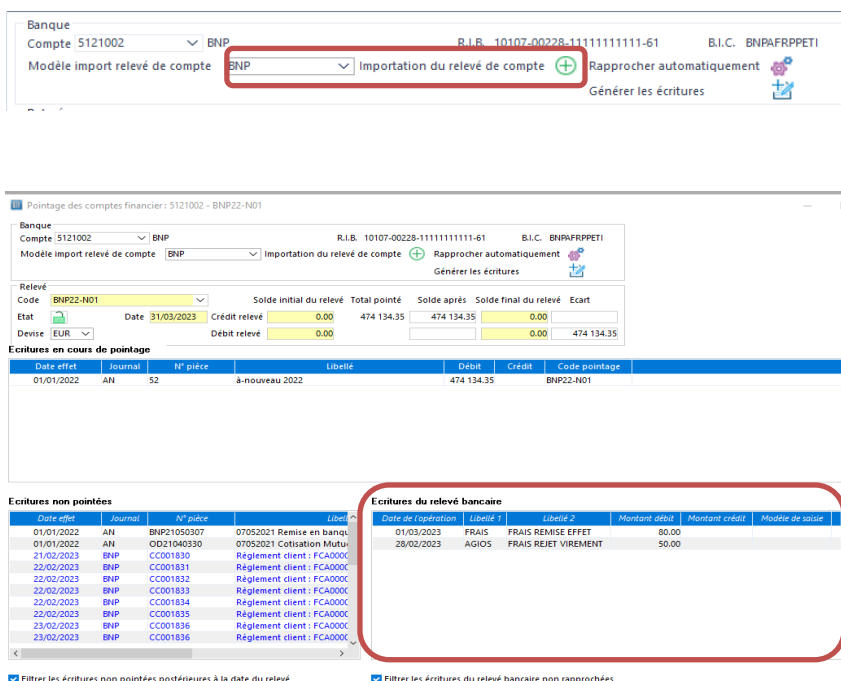 Banque
Compte 5121002 BNP R.I.B. 10107-00228-11111111111-61 B.I.C. BNPAFRPPETI
Modèle import relevé de compte BNP Importation du relevé de compte Rapprocher automatiquement
Générer les écritures
Pointage des comptes financier : 5121002 - BNP22-N01
Banque
Compte 5121002 BNP R.I.B. 10107-00228-11111111111-61 B.I.C. BNPAFRPPETI
Modèle import relevé de compte BNP Importation du relevé de compte Rapprocher automatiquement
Générer les écritures
Relevé
Code BNP22-N01 Solde initial du relevé Total pointé Solde après Solde final du relevé Ecart
Etat Date 31/03/2023 Crédit relevé 0.00 474 134.35 474 134.35 0.00
Devise EUR Débit relevé 0.00 0.00 474 134.35
Ecritures en cours de pointage
Date effet Journal N° pièce Libellé Débit Crédit Code pointage
01/01/2022 AN 52 à-nouveau 2022 474 134.35 BNP22-N01
Ecritures non pointées
Date effet Journal N° pièce Libell
01/01/2022 AN BNP21050307 07052021 Remise en banqu
01/01/2022 AN OD21040330 07052021 Cotisation Mutu
21/02/2023 BNP CC001830 Règlement client : FCA000
22/02/2023 BNP CC001831 Règlement client : FCA000
22/02/2023 BNP CC001832 Règlement client : FCA000
22/02/2023 BNP CC001833 Règlement client : FCA000
22/02/2023 BNP CC001834 Règlement client : FCA000
22/02/2023 BNP CC001835 Règlement client : FCA000
23/02/2023 BNP CC001836 Règlement client : FCA000
23/02/2023 BNP CC001836 Règlement client : FCA000
Filtrer les écritures non pointées postérieures à la date du relevé
Ecritures du relevé bancaire
Date de l'opération Libellé 1 Libellé 2 Montant débit Montant crédit Modèle de saisie
01/03/2023 FRAIS FRAIS REMISE EFFET 80.00
28/02/2023 AGIOS FRAIS REJET VIREMENT 50.00
Filtrer les écritures du relevé bancaire non rapprochées